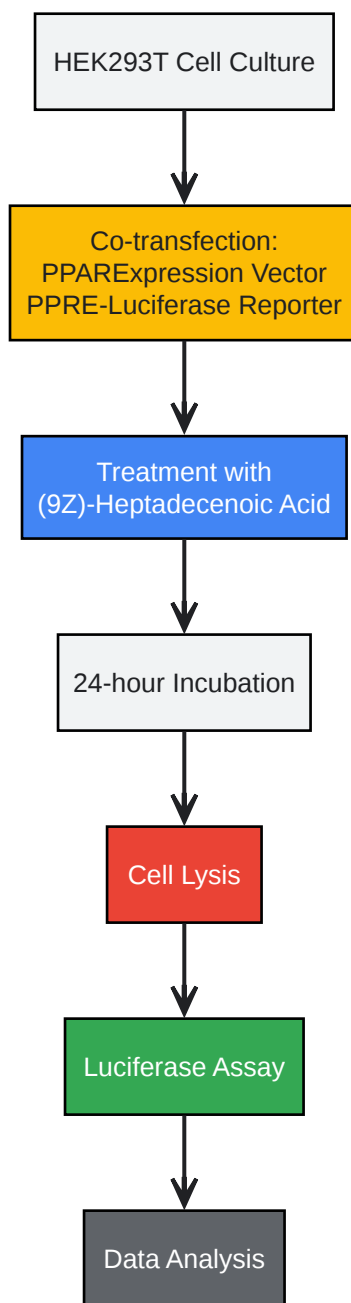 HEK293T Cell Culture
Co-transfection:
PPARExpression Vector
PPRE-Luciferase Reporter
Treatment with
(9Z)-Heptadecenoic Acid
24-hour Incubation
Cell Lysis
Luciferase Assay
Data Analysis